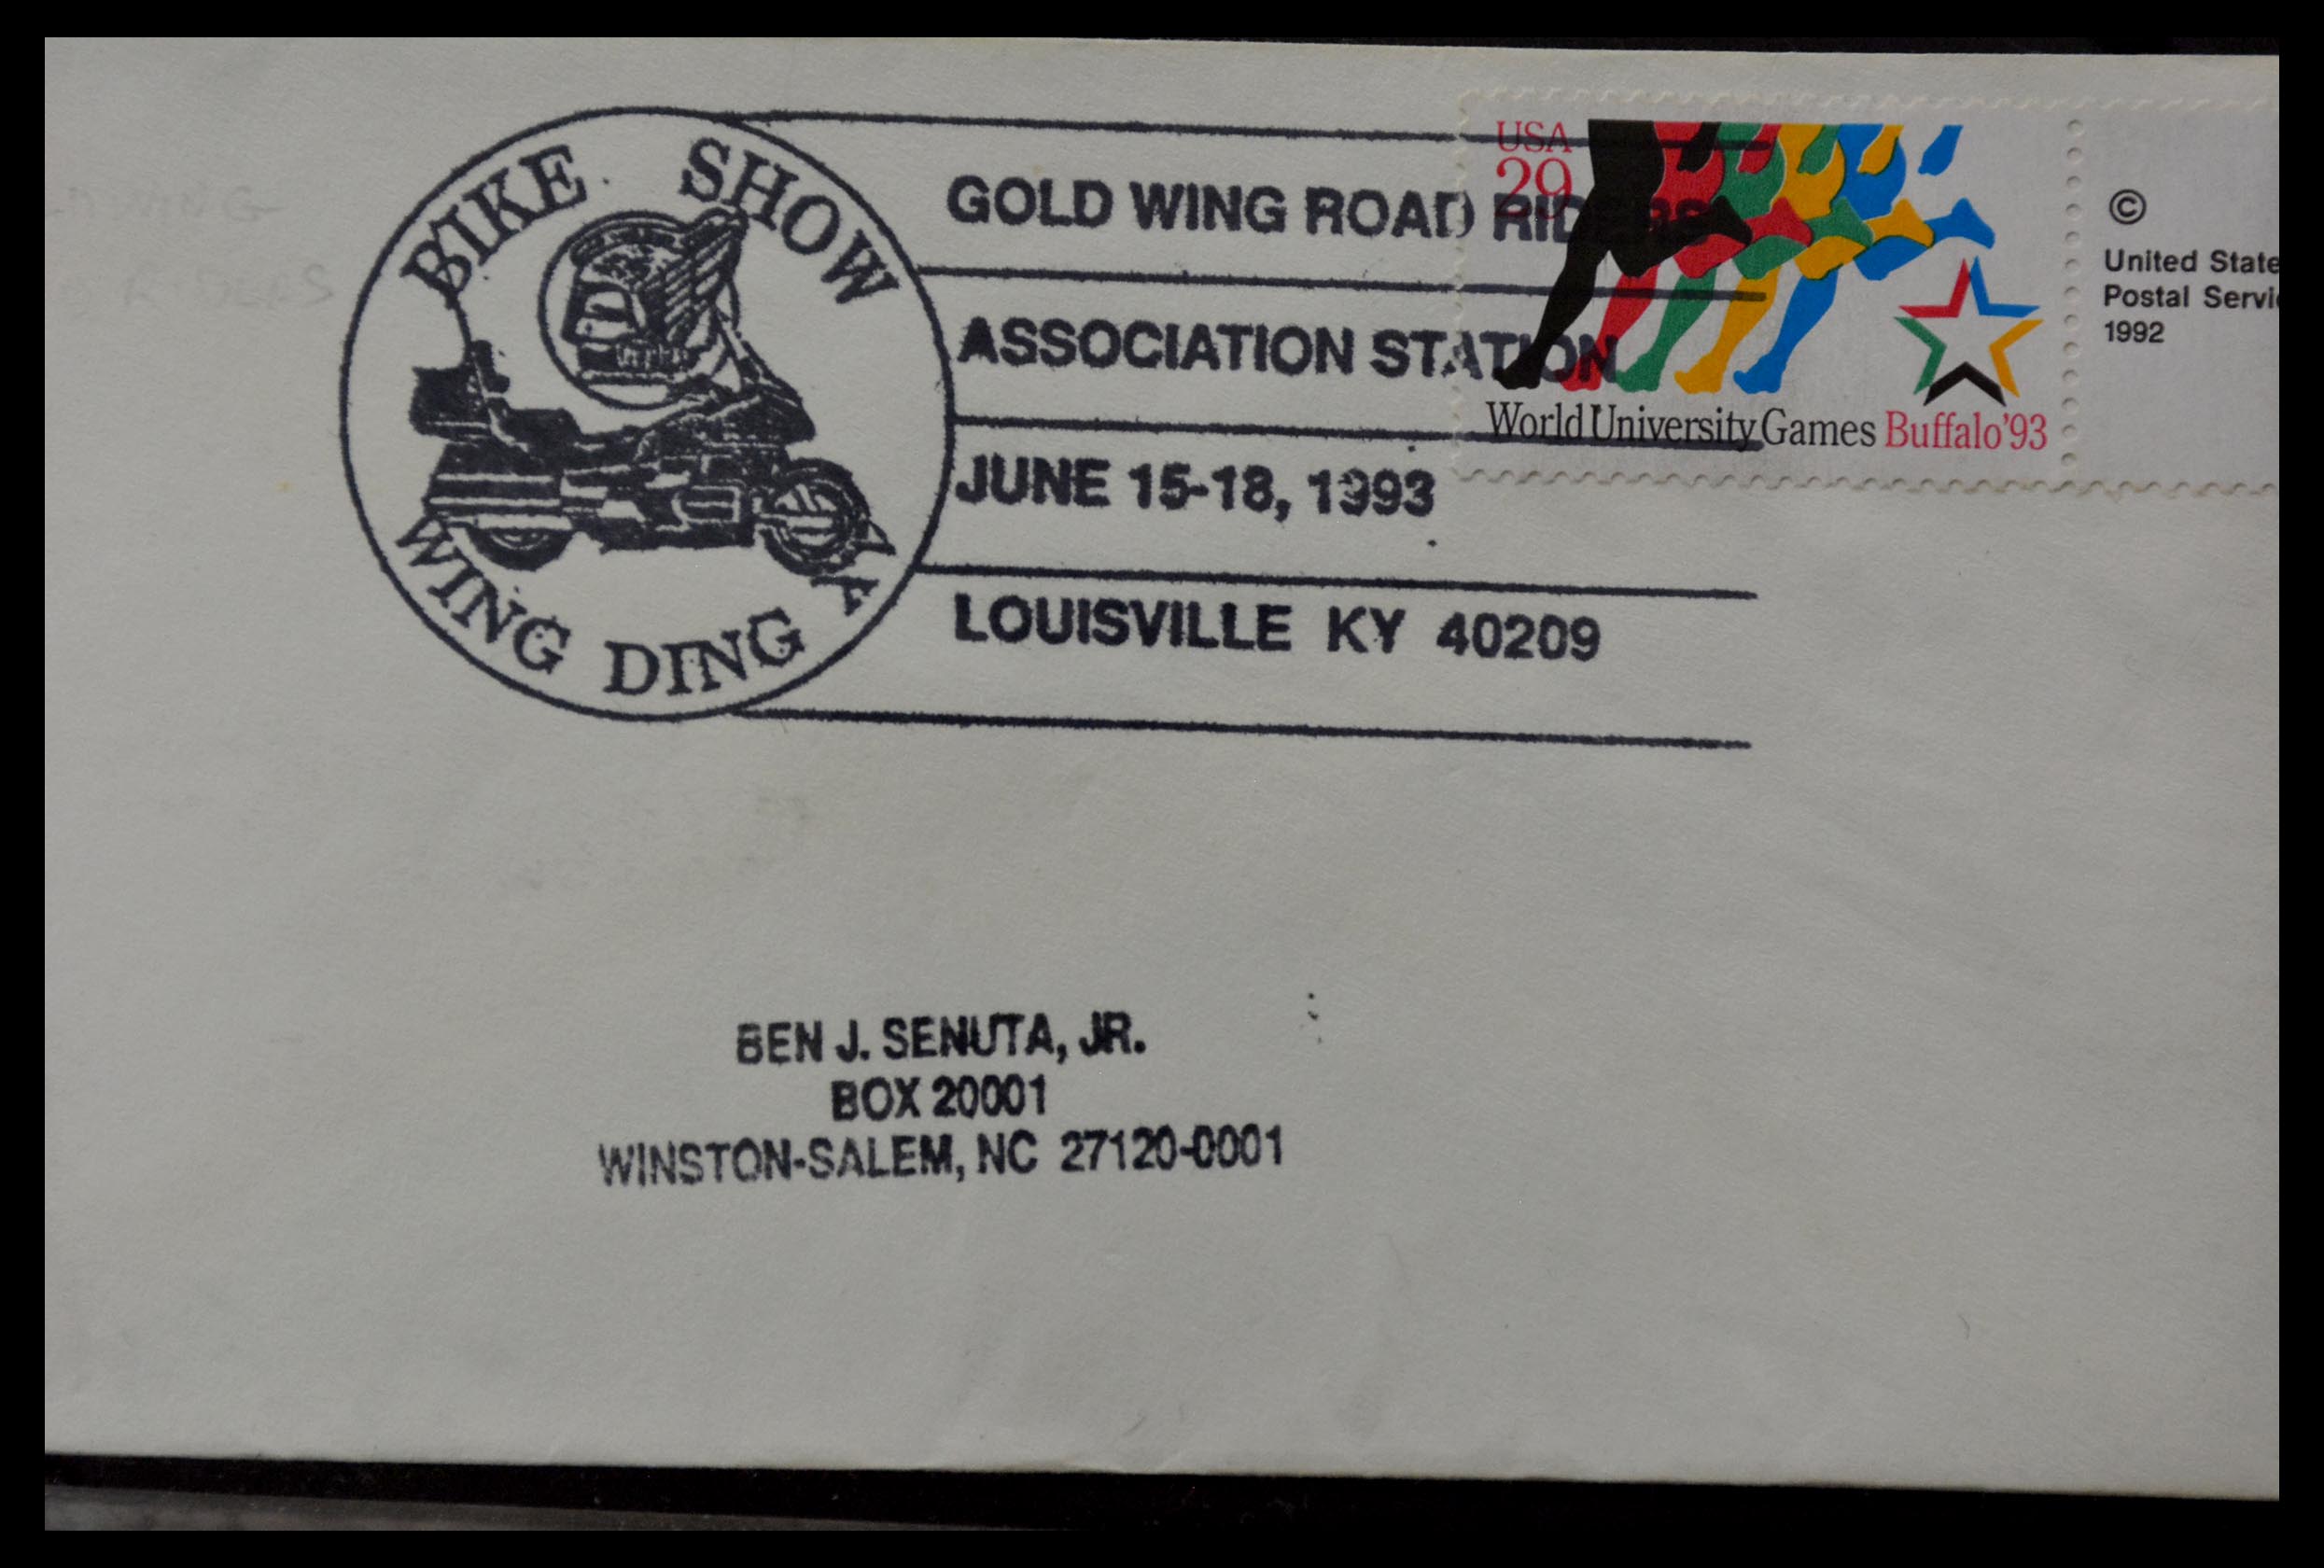 BIKE SHOW
WING DING
GOLD WING ROAD RIDERS
ASSOCIATION STATION
JUNE 15-18, 1993
LOUISVILLE KY 40209
USA
29
World University Games Buffalo '93
©
United State
Postal Servi
1992
BEN J. SENUTA, JR.
BOX 20001
WINSTON-SALEM, NC 27120-0001